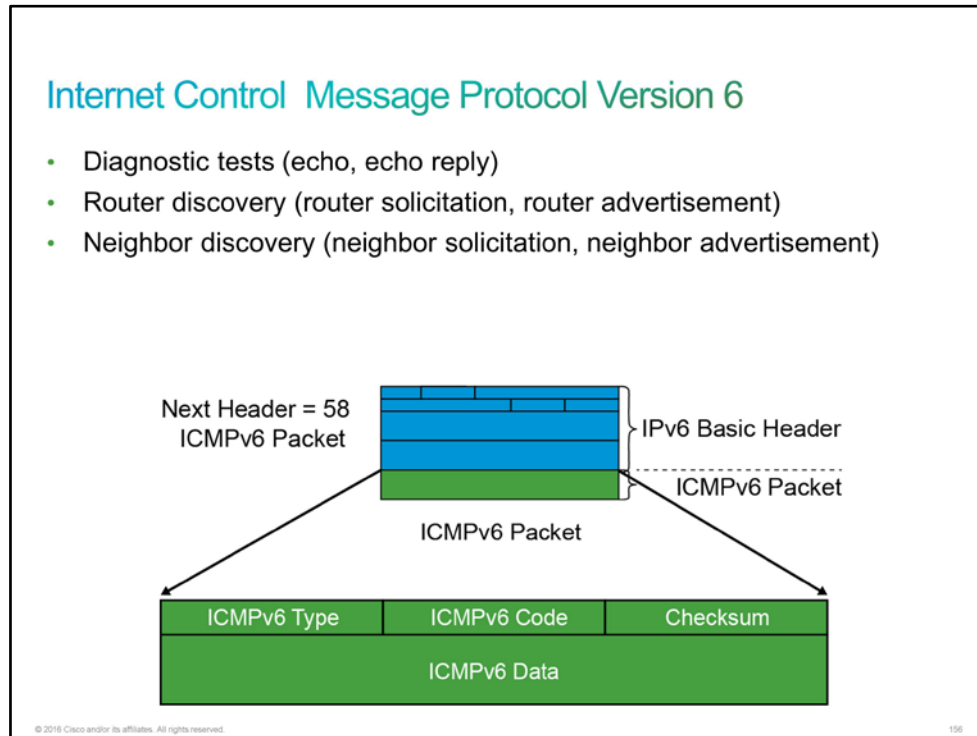 Internet Control Message Protocol Version 6
• Diagnostic tests (echo, echo reply)
• Router discovery (router solicitation, router advertisement)
• Neighbor discovery (neighbor solicitation, neighbor advertisement)
Next Header = 58
ICMPv6 Packet
IPv6 Basic Header
ICMPv6 Packet
ICMPv6 Packet
ICMPv6 Type
ICMPv6 Code
Checksum
ICMPv6 Data
© 2016 Cisco and/or its affiliates. All rights reserved.
156